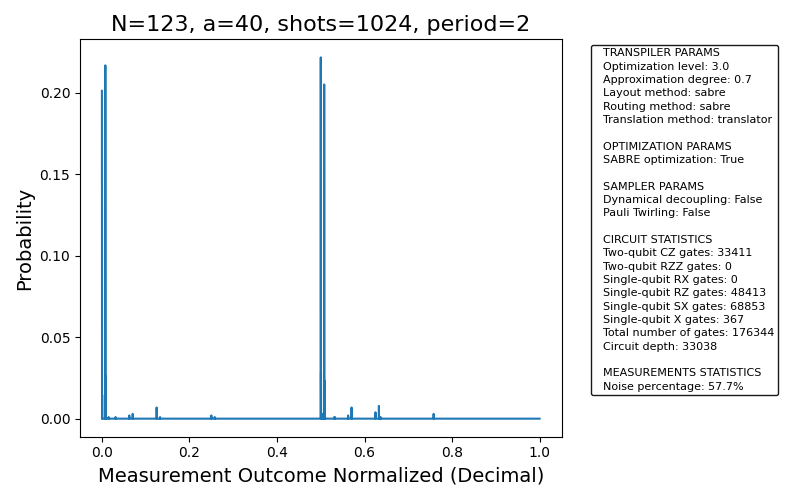 N=123, a=40, shots=1024, period=2
Probability
0.20
0.15
0.10
0.05
0.00
0.0 0.2 0.4 0.6 0.8 1.0
Measurement Outcome Normalized (Decimal)
TRANSPILER PARAMS
Optimization level: 3.0
Approximation degree: 0.7
Layout method: sabre
Routing method: sabre
Translation method: translator
OPTIMIZATION PARAMS
SABRE optimization: True
SAMPLER PARAMS
Dynamical decoupling: False
Pauli Twirling: False
CIRCUIT STATISTICS
Two-qubit CZ gates: 33411
Two-qubit RZZ gates: 0
Single-qubit RX gates: 0
Single-qubit RZ gates: 48413
Single-qubit SX gates: 68853
Single-qubit X gates: 367
Total number of gates: 176344
Circuit depth: 33038
MEASUREMENTS STATISTICS
Noise percentage: 57.7%